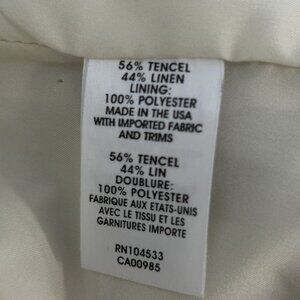 56% TENCEL
44% LINEN
LINING:
100% POLYESTER
MADE IN THE USA
WITH IMPORTED FABRIC
AND TRIMS
56% TENCEL
44% LIN
DOUBLURE:
100% POLYESTER
FABRIQUE AUX ETATS-UNIS
AVEC LE TISSU ET LES
GARNITURES IMPORTE
RN104533
CA00985